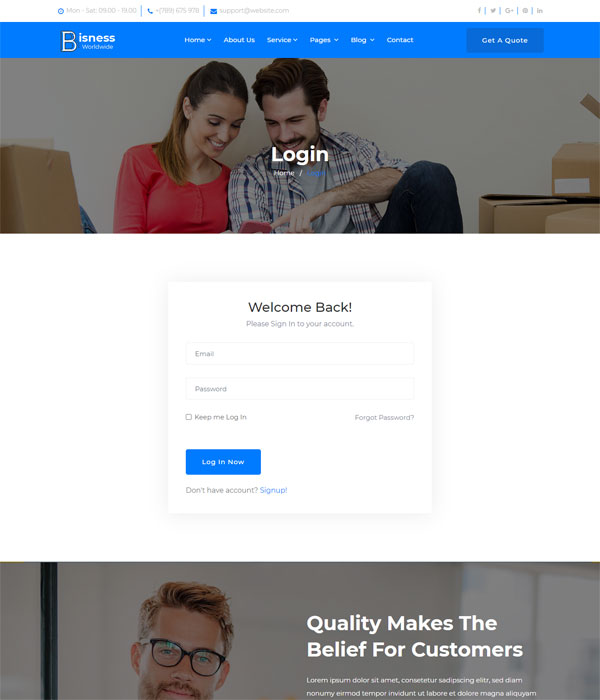 Mon - Sat: 09.00 - 19.00 +(789) 675 978 support@website.com
Bisness
Worldwide
Home About Us Service Pages Blog Contact Get A Quote
Login
Home / Login
Welcome Back!
Please Sign In to your account.
Email
Password
Keep me Log In Forgot Password?
Log In Now
Don't have account? Signup!
Quality Makes The
Belief For Customers
Lorem ipsum dolor sit amet, consetetur sadipscing elitr, sed diam
nonumy eirmod tempor invidunt ut labore et dolore magna aliquyam